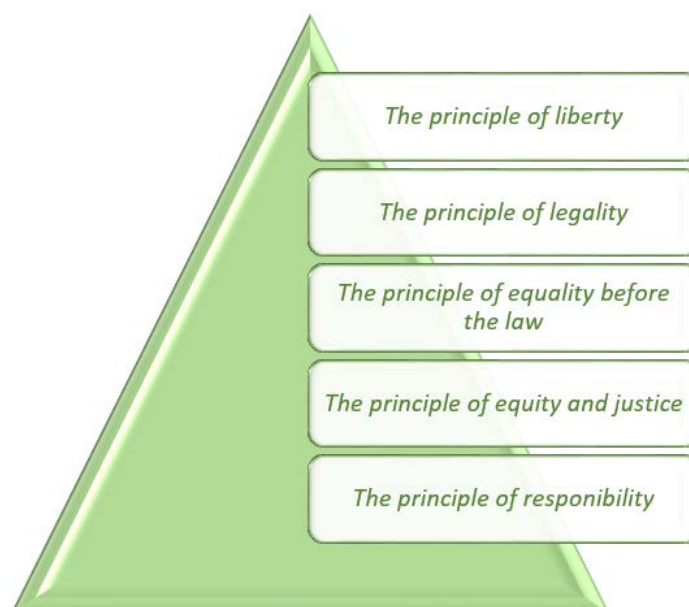 The principle of liberty
The principle of legality
The principle of equality before
the law
The principle of equity and justice
The principle of responibility